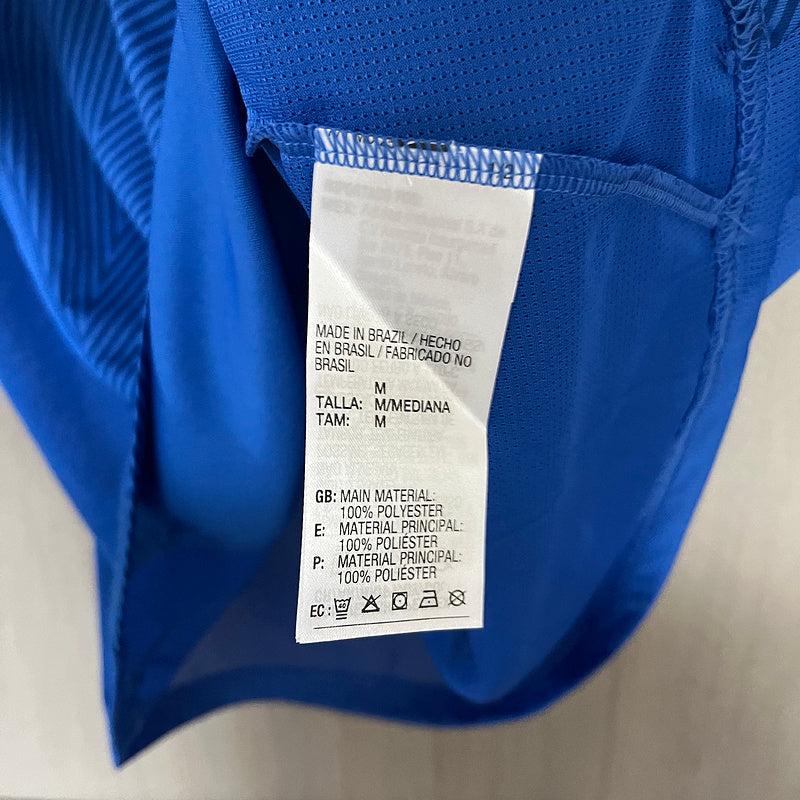 MADE IN BRAZIL / HECHO
EN BRASIL / FABRICADO NO
BRASIL
M
TALLA: M/MEDIANA
TAM: M
GB: MAIN MATERIAL:
100% POLYESTER
E: MATERIAL PRINCIPAL:
100% POLIÉSTER
P: MATERIAL PRINCIPAL:
100% POLIÉSTER
EC: 40